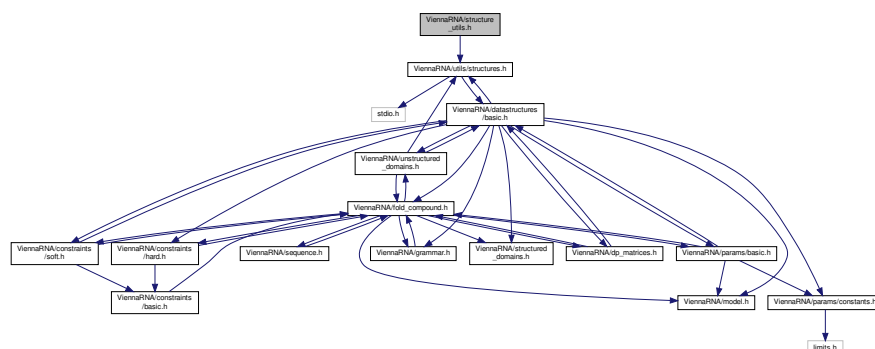 ViennaRNA/structure
_utils.h
ViennaRNA/utils/structures.h
stdio.h
ViennaRNA/datastructures
/basic.h
ViennaRNA/unstructured
_domains.h
ViennaRNA/fold_compound.h
ViennaRNA/constraints
/soft.h
ViennaRNA/constraints
/hard.h
ViennaRNA/sequence.h
ViennaRNA/grammar.h
ViennaRNA/structured
_domains.h
ViennaRNA/dp_matrices.h
ViennaRNA/params/basic.h
ViennaRNA/constraints
/basic.h
ViennaRNA/model.h
ViennaRNA/params/constants.h
limits.h